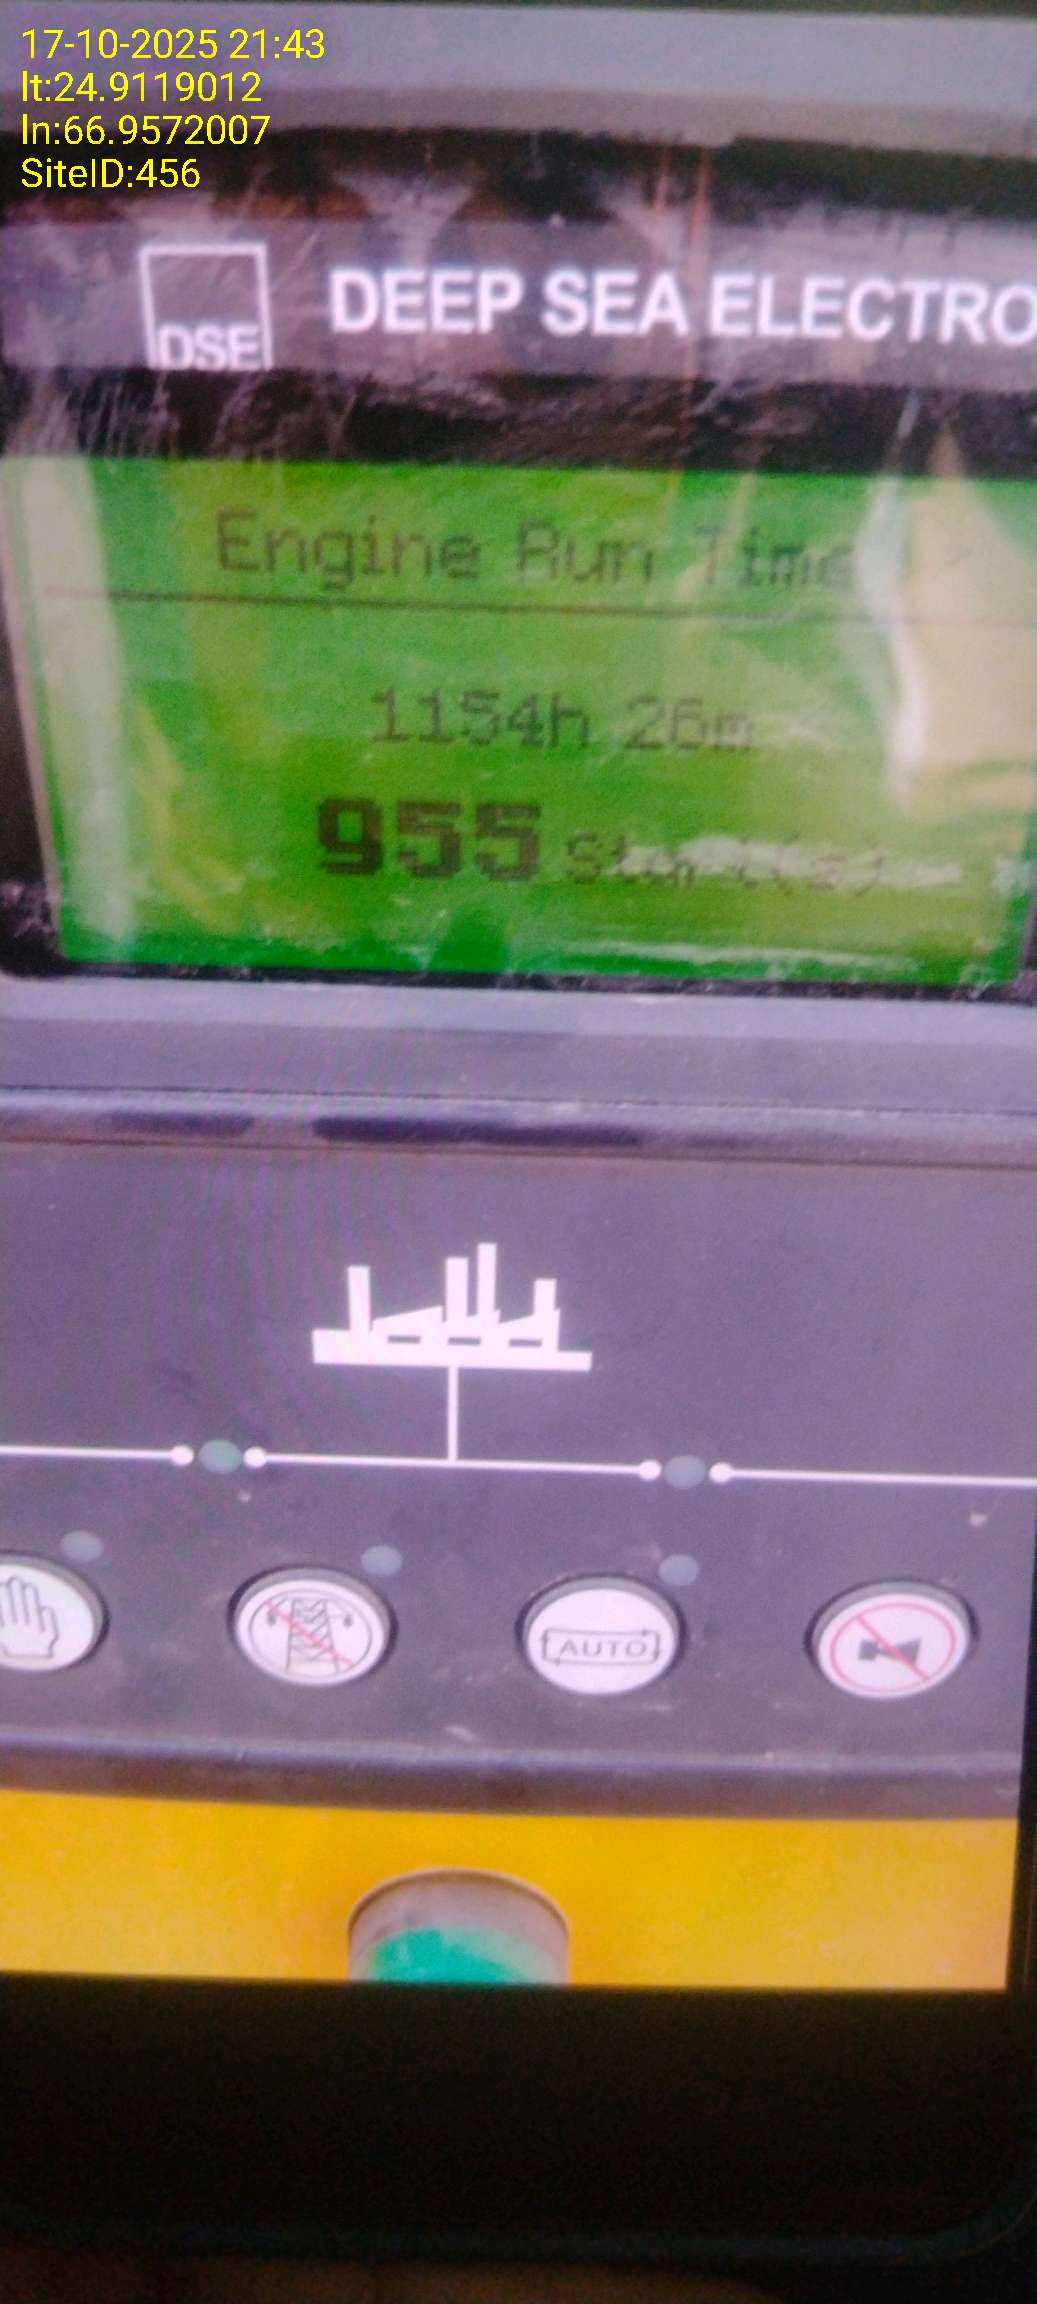 17-10-2025 21:43
lt:24.9119012
ln:66.9572007
SiteID:456
DSE
DEEP SEA ELECTRO
Engine Run Time
1154h 26m
955 Start(s)
AUTO